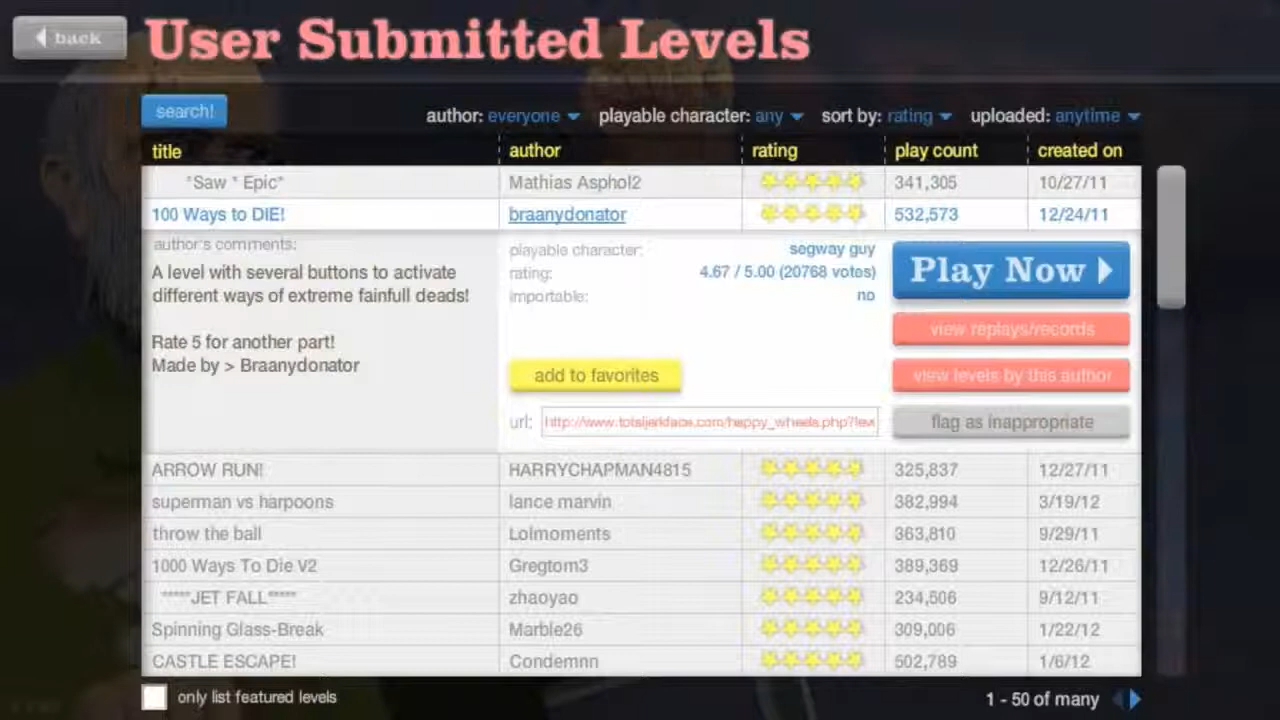 back
User Submitted Levels
search!
author: everyone playable character: any sort by: rating uploaded: anytime
title author rating play count created on
*Saw * Epic* Mathias Asphol2 341,305 10/27/11
100 Ways to DIE! braanydonator 532,573 12/24/11
author's comments:
A level with several buttons to activate
different ways of extreme fainfull deads!
Rate 5 for another part!
Made by > Braanydonator
playable character: segway guy
rating: 4.67 / 5.00 (20768 votes)
importable: no
add to favorites
url: http://www.totaljerkface.com/happy_wheels.php?lev
Play Now
view replays/records
view levels by this author
flag as inappropriate
ARROW RUN! HARRYCHAPMAN4815 325,837 12/27/11
superman vs harpoons lance marvin 382,994 3/19/12
throw the ball Lolmoments 363,810 9/29/11
1000 Ways To Die V2 Gregtom3 389,369 12/26/11
*****JET FALL***** zhaoyao 234,506 9/12/11
Spinning Glass-Break Marble26 309,006 1/22/12
CASTLE ESCAPE! Condemnn 502,789 1/6/12
only list featured levels
1 - 50 of many